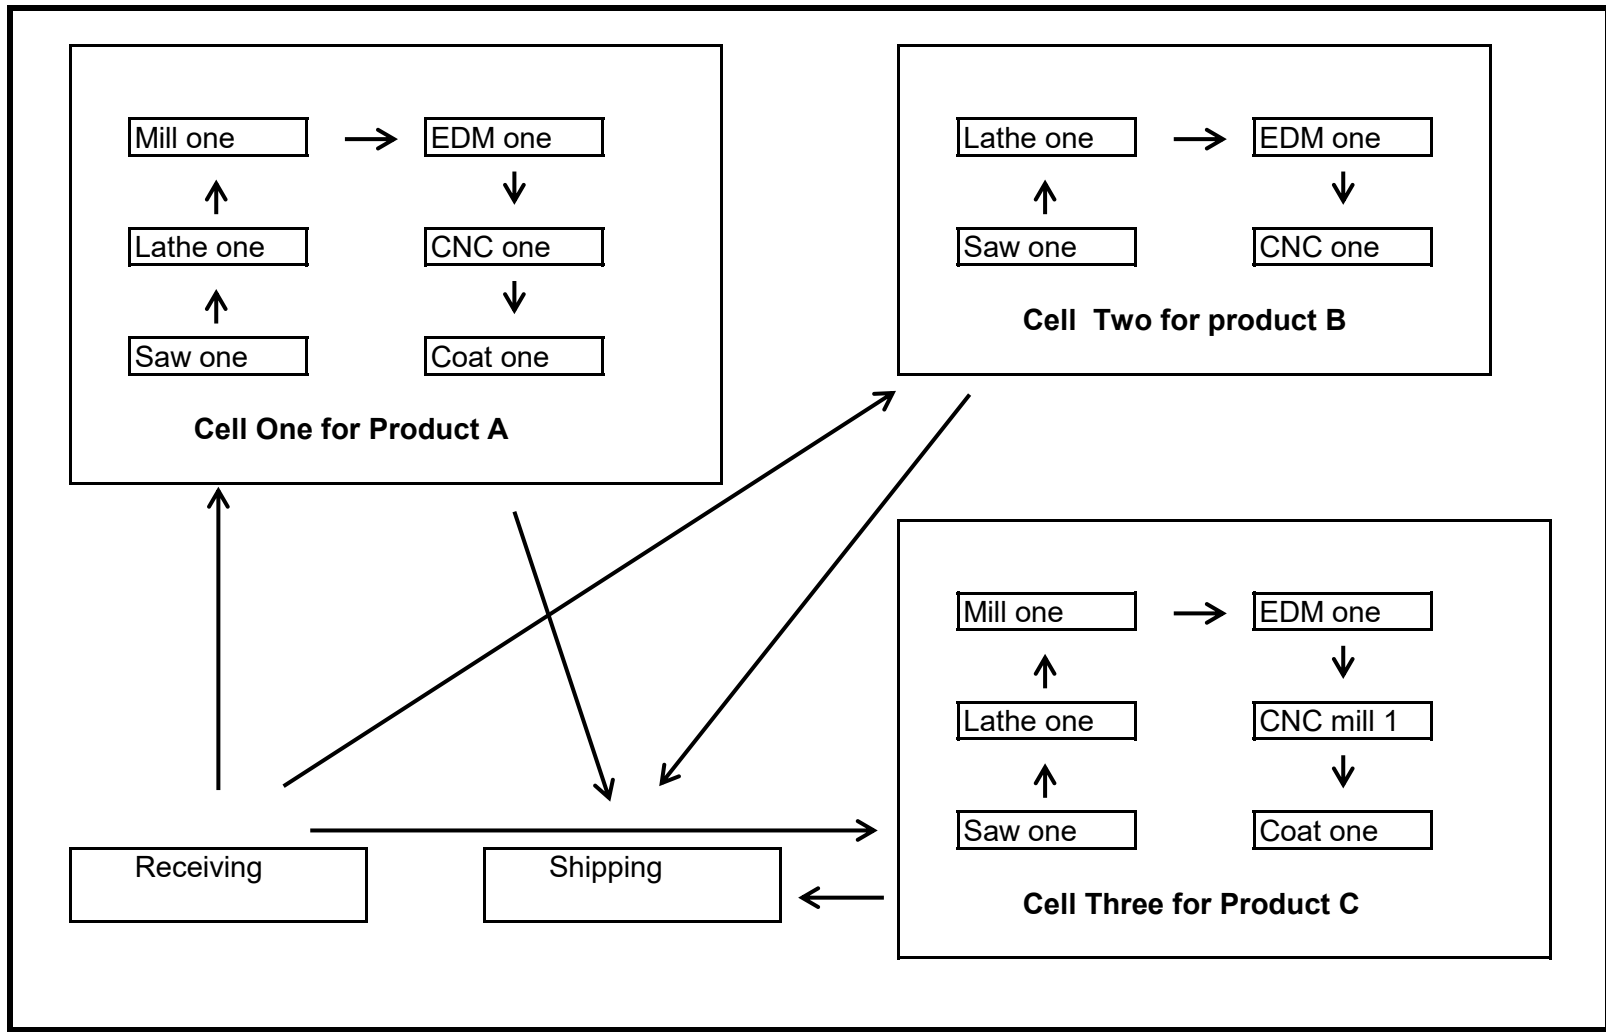 Mill one
EDM one
Lathe one
CNC one
Saw one
Coat one
Cell One for Product A
Lathe one
EDM one
Saw one
CNC one
Cell  Two for product B
Mill one
EDM one
Lathe one
CNC mill 1
Saw one
Coat one
Cell Three for Product C
Receiving
Shipping